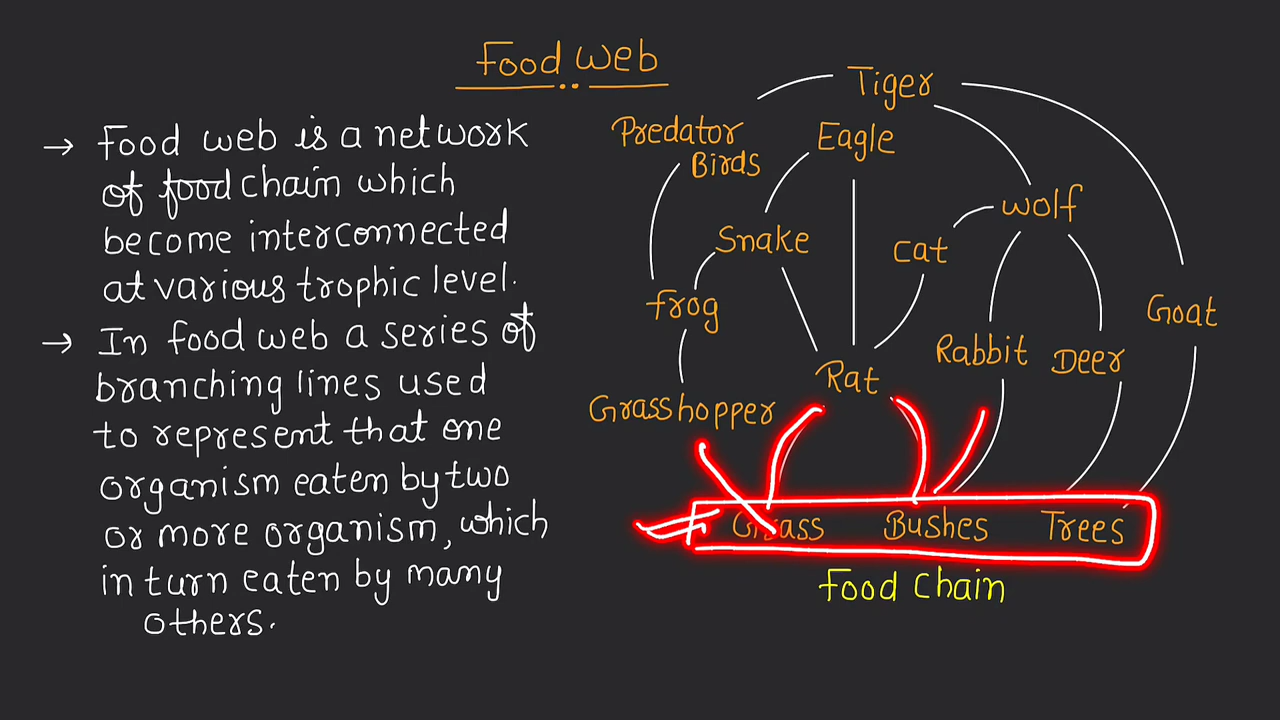 Food Web
→ Food web is a network
of food chain which
become interconnected
at various trophic level.
→ In food web a series of
branching lines used
to represent that one
organism eaten by two
or more organism, which
in turn eaten by many
others.
Tiger
Predator
Birds
Eagle
Wolf
Snake
Cat
frog
Goat
Rat
Rabbit
Deer
Grasshopper
Grass Bushes Trees
Food Chain